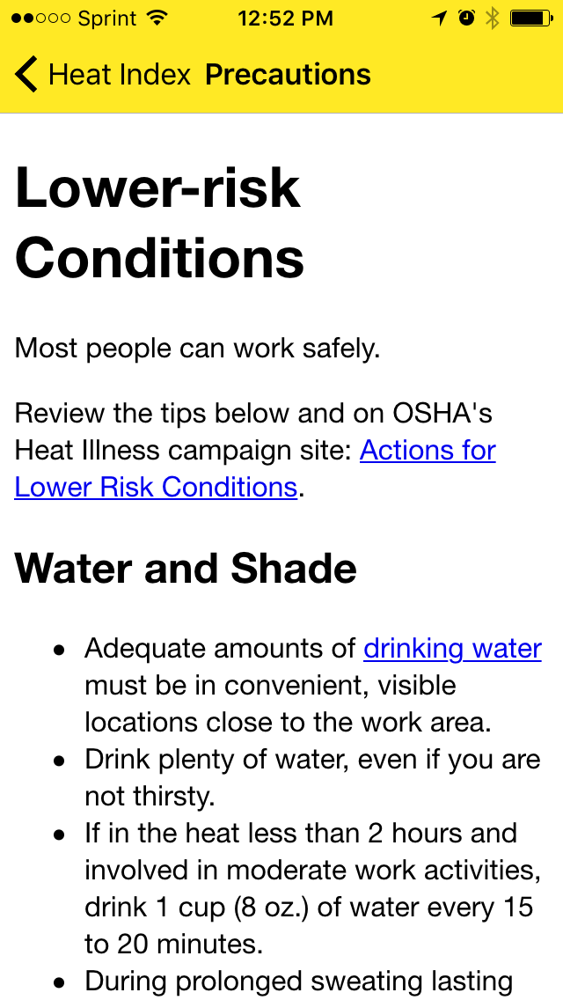 Sprint 12:52 PM
Heat Index Precautions
Lower-risk
Conditions
Most people can work safely.
Review the tips below and on OSHA's
Heat Illness campaign site: Actions for
Lower Risk Conditions.
Water and Shade
• Adequate amounts of drinking water
must be in convenient, visible
locations close to the work area.
• Drink plenty of water, even if you are
not thirsty.
• If in the heat less than 2 hours and
involved in moderate work activities,
drink 1 cup (8 oz.) of water every 15
to 20 minutes.
• During prolonged sweating lasting